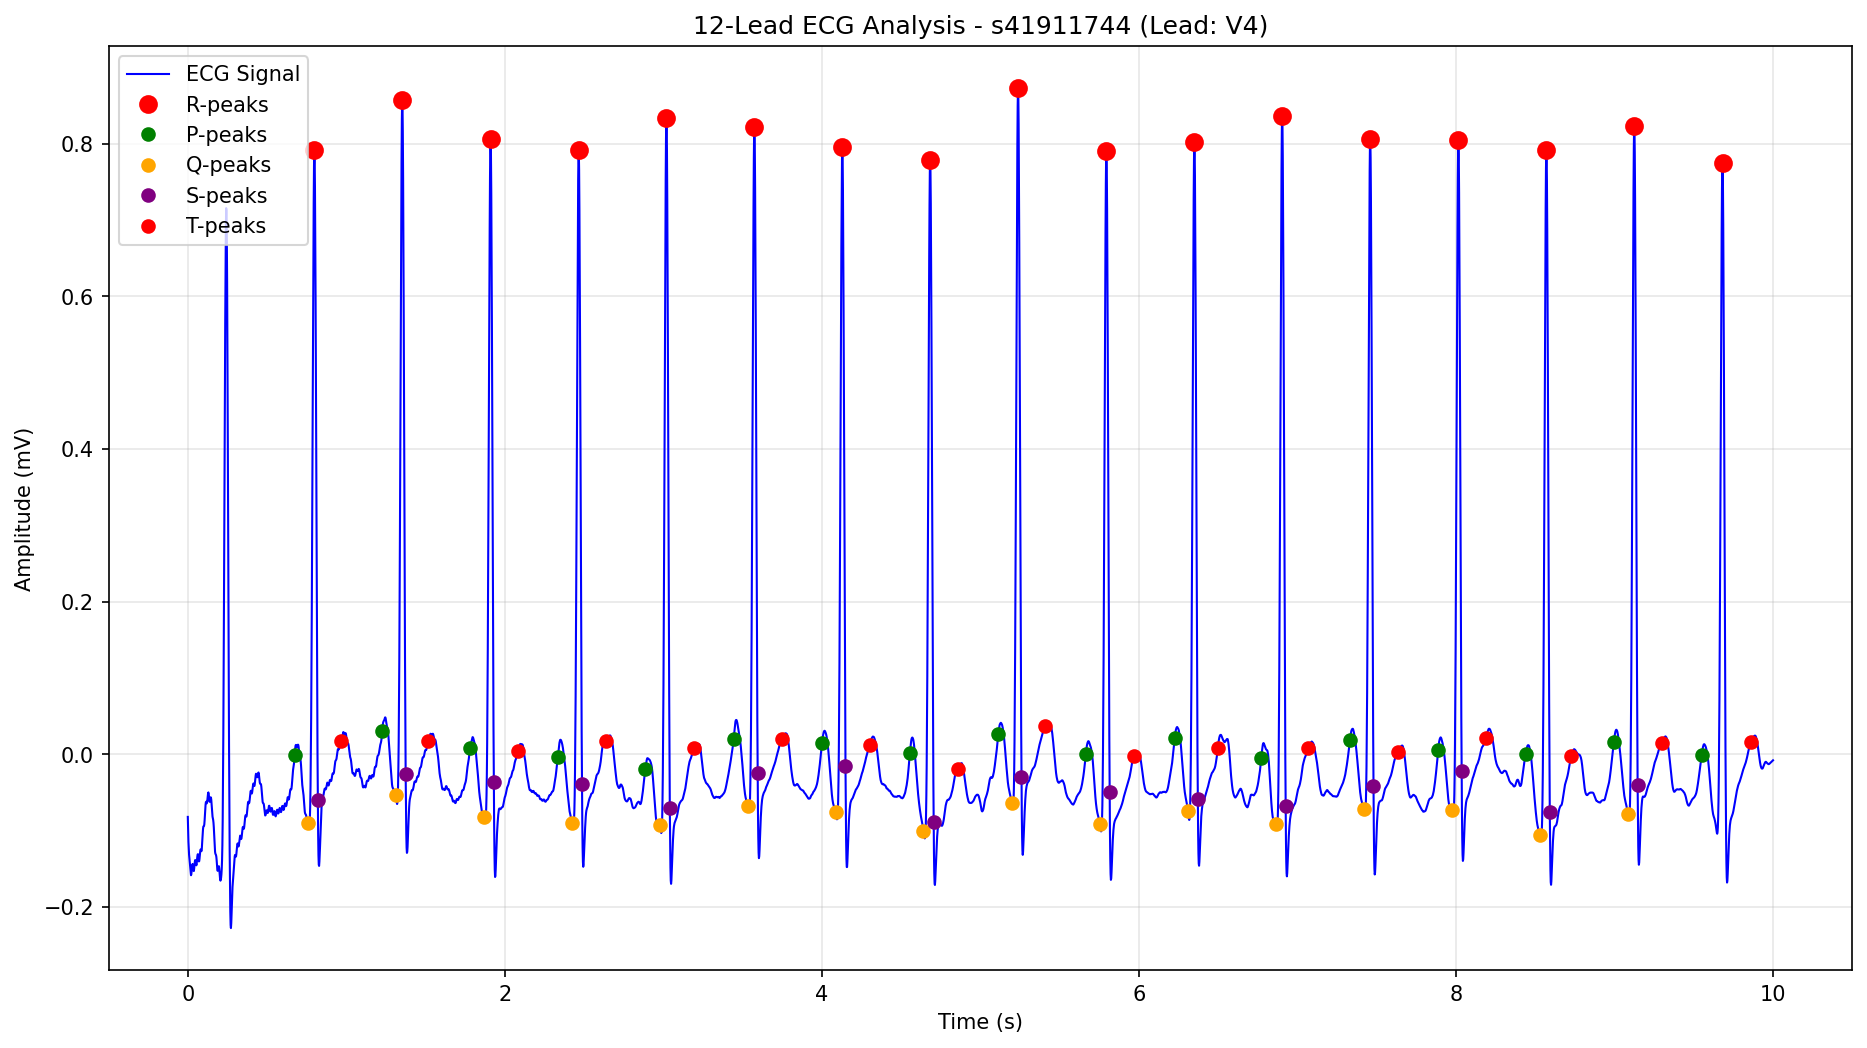 12-Lead ECG Analysis - s41911744 (Lead: V4)
ECG Signal
R-peaks
P-peaks
Q-peaks
S-peaks
T-peaks
Amplitude (mV)
0.8
0.6
0.4
0.2
0.0
−0.2
0 2 4 6 8 10
Time (s)